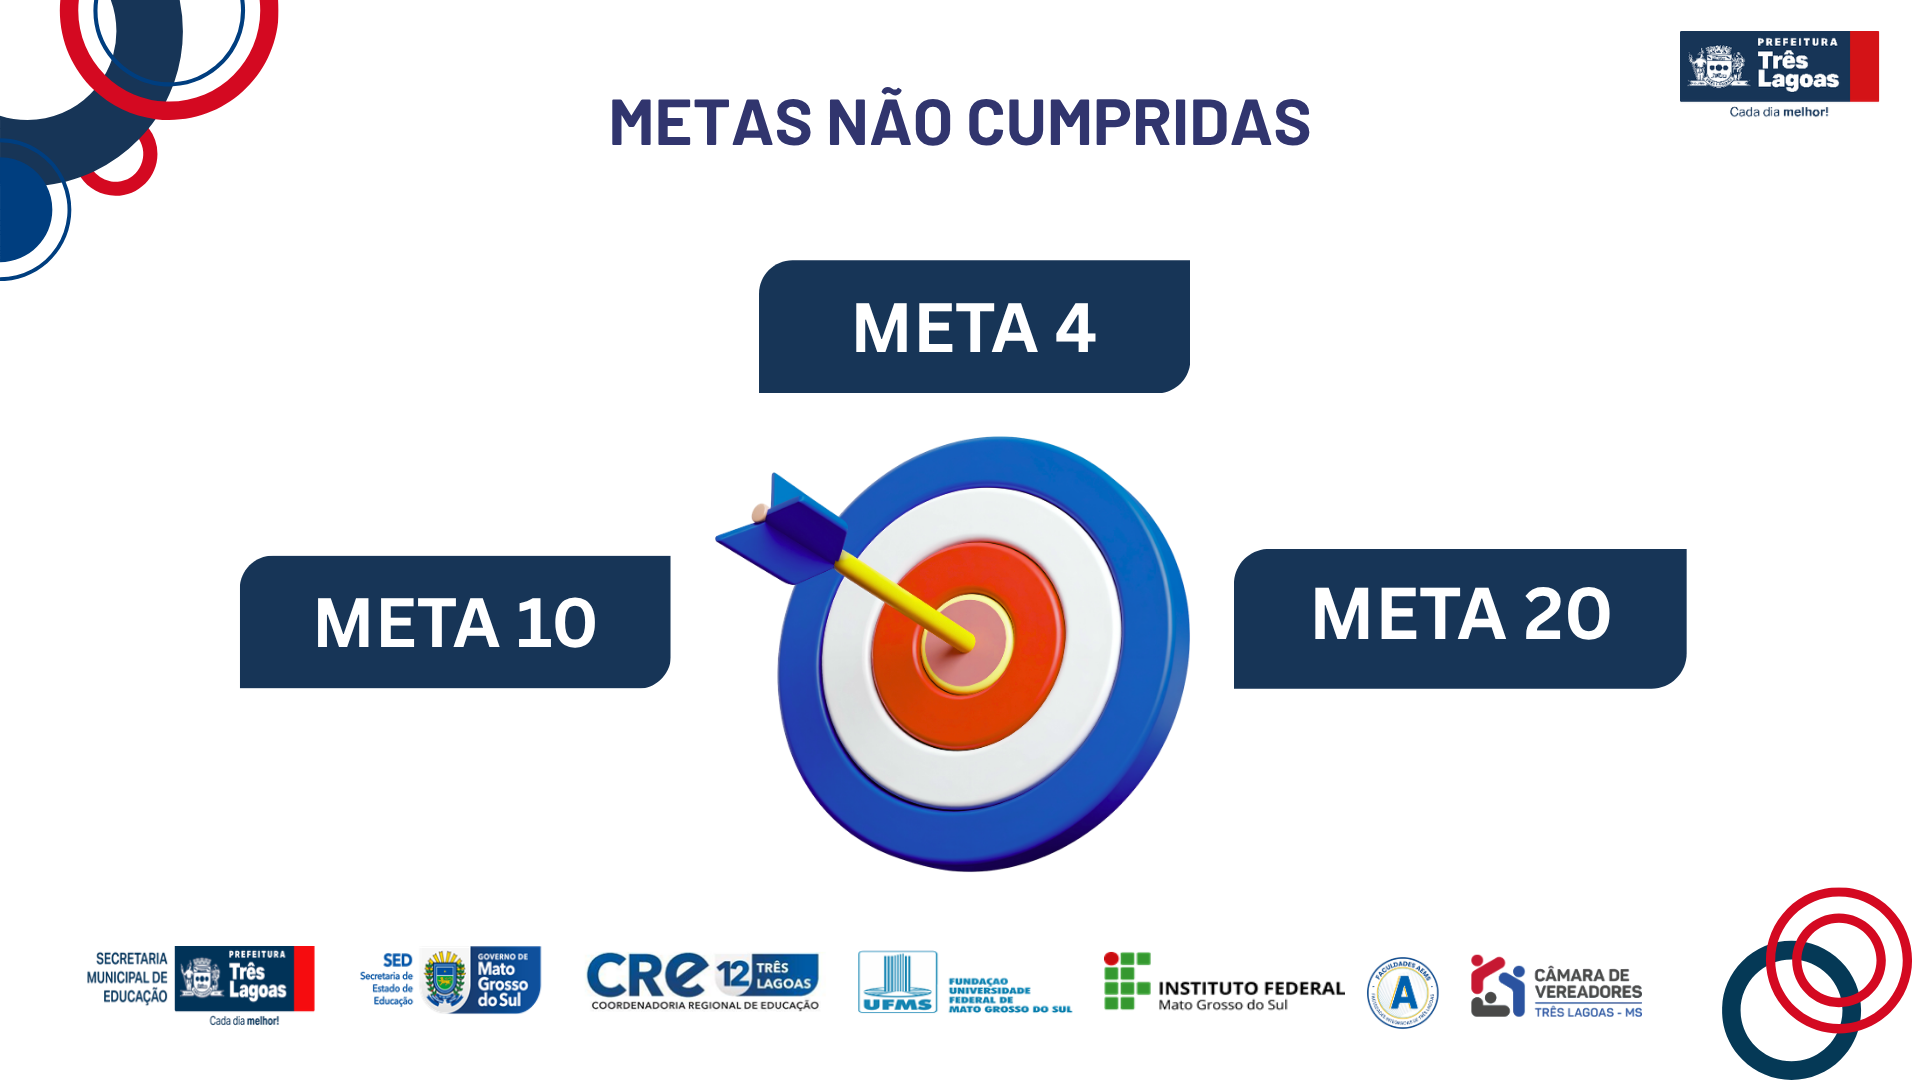 PREFEITURA
Três
Lagoas
Cada dia melhor!
METAS NÃO CUMPRIDAS
META 4
META 10
META 20
SECRETARIA
MUNICIPAL DE
EDUCAÇÃO
PREFEITURA
Três
Lagoas
Cada dia melhor!
SED
Secretaria de
Estado de
Educação
GOVERNO DE
Mato
Grosso
do Sul
CRe 12 TRÊS
LAGOAS
COORDENADORIA REGIONAL DE EDUCAÇÃO
UFMS
FUNDAÇÃO
UNIVERSIDADE
FEDERAL DE
MATO GROSSO DO SUL
INSTITUTO FEDERAL
Mato Grosso do Sul
FACULDADES AEMS
A
CÂMARA DE
VEREADORES
TRÊS LAGOAS - MS